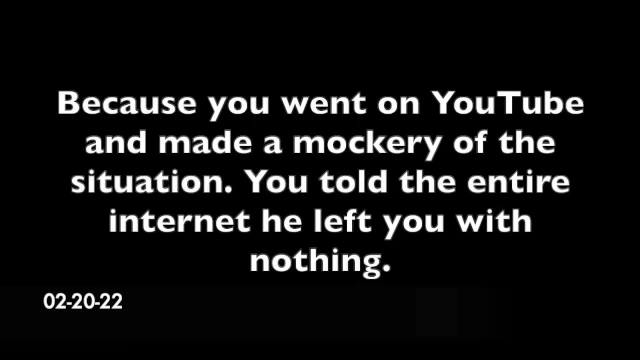 Because you went on YouTube
and made a mockery of the
situation. You told the entire
internet he left you with
nothing.
02-20-22